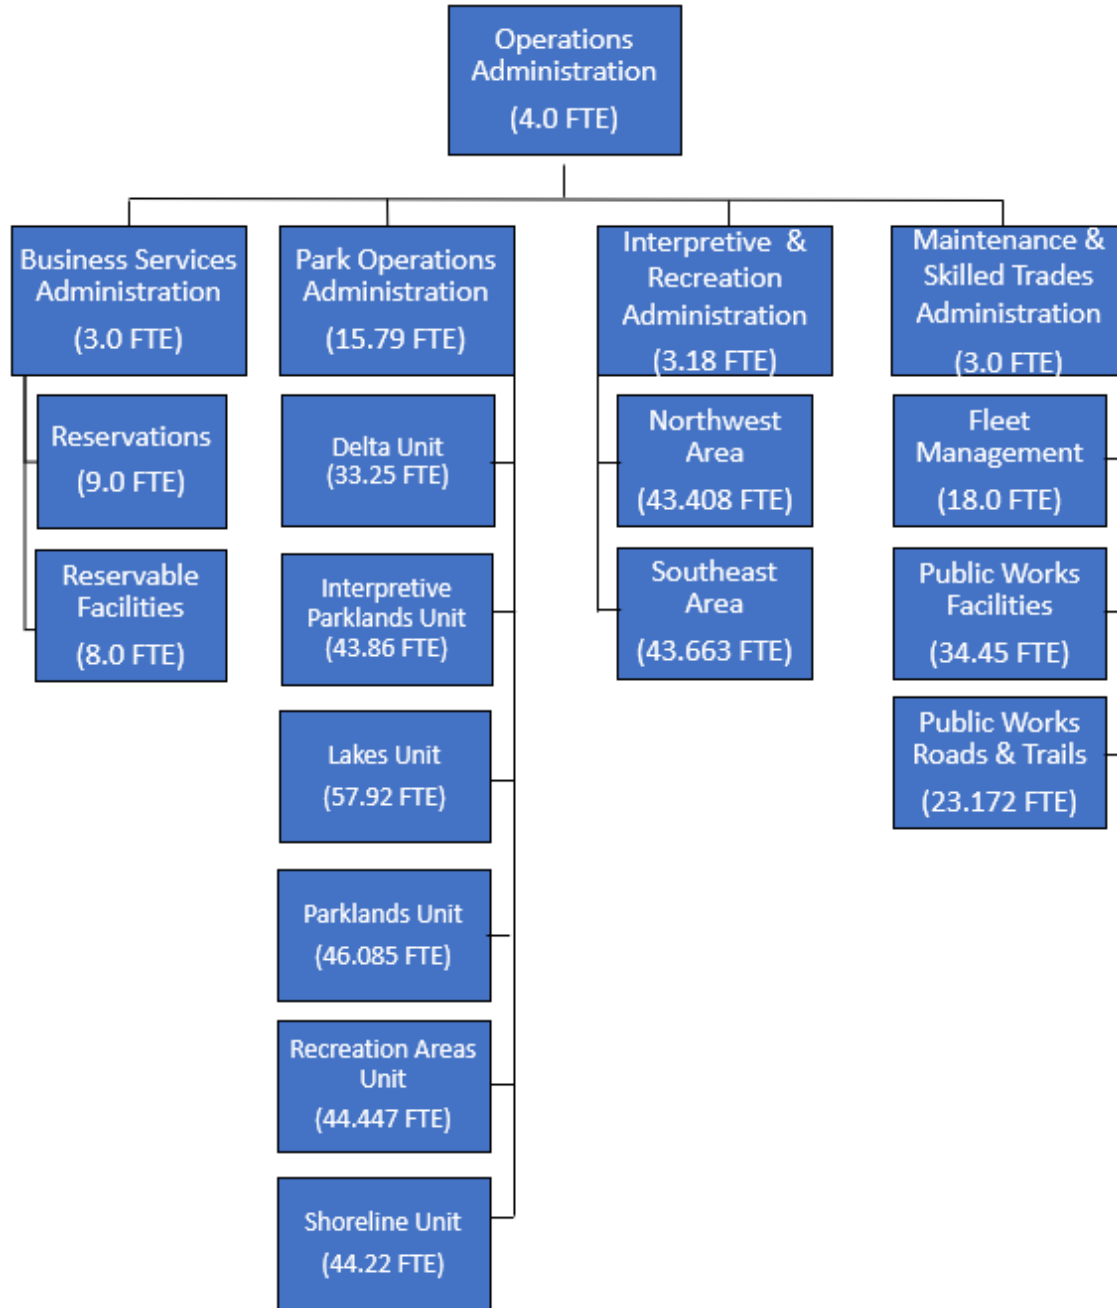 Operations
Administration
(4.0 FTE)
Business Services
Administration
(3.0 FTE)
Reservations
(9.0 FTE)
Reservable
Facilities
(8.0 FTE)
Park Operations
Administration
(15.79 FTE)
Delta Unit
(33.25 FTE)
Interpretive
Parklands Unit
(43.86 FTE)
Lakes Unit
(57.92 FTE)
Parklands Unit
(46.085 FTE)
Recreation Areas
Unit
(44.447 FTE)
Shoreline Unit
(44.22 FTE)
Interpretive &
Recreation
Administration
(3.18 FTE)
Northwest
Area
(43.408 FTE)
Southeast
Area
(43.663 FTE)
Maintenance &
Skilled Trades
Administration
(3.0 FTE)
Fleet
Management
(18.0 FTE)
Public Works
Facilities
(34.45 FTE)
Public Works
Roads & Trails
(23.172 FTE)